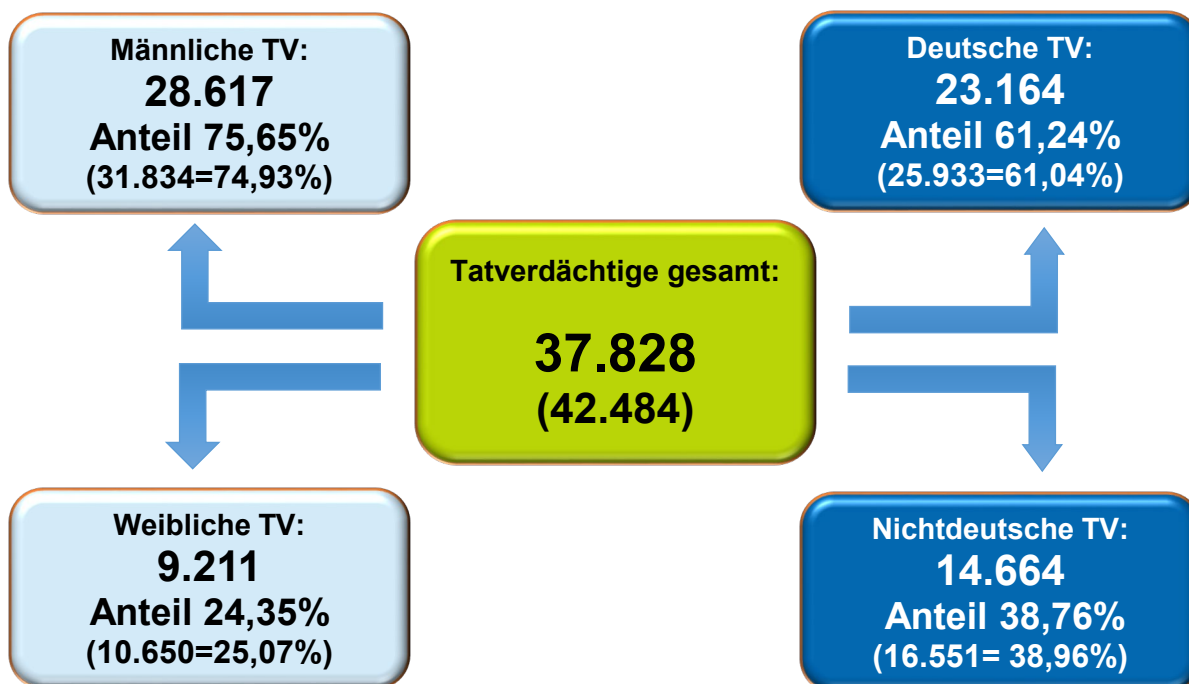 Männliche TV:
28.617
Anteil 75,65%
(31.834=74,93%)
Deutsche TV:
23.164
Anteil 61,24%
(25.933=61,04%)
Tatverdächtige gesamt:
37.828
(42.484)
Weibliche TV:
9.211
Anteil 24,35%
(10.650=25,07%)
Nichtdeutsche TV:
14.664
Anteil 38,76%
(16.551= 38,96%)